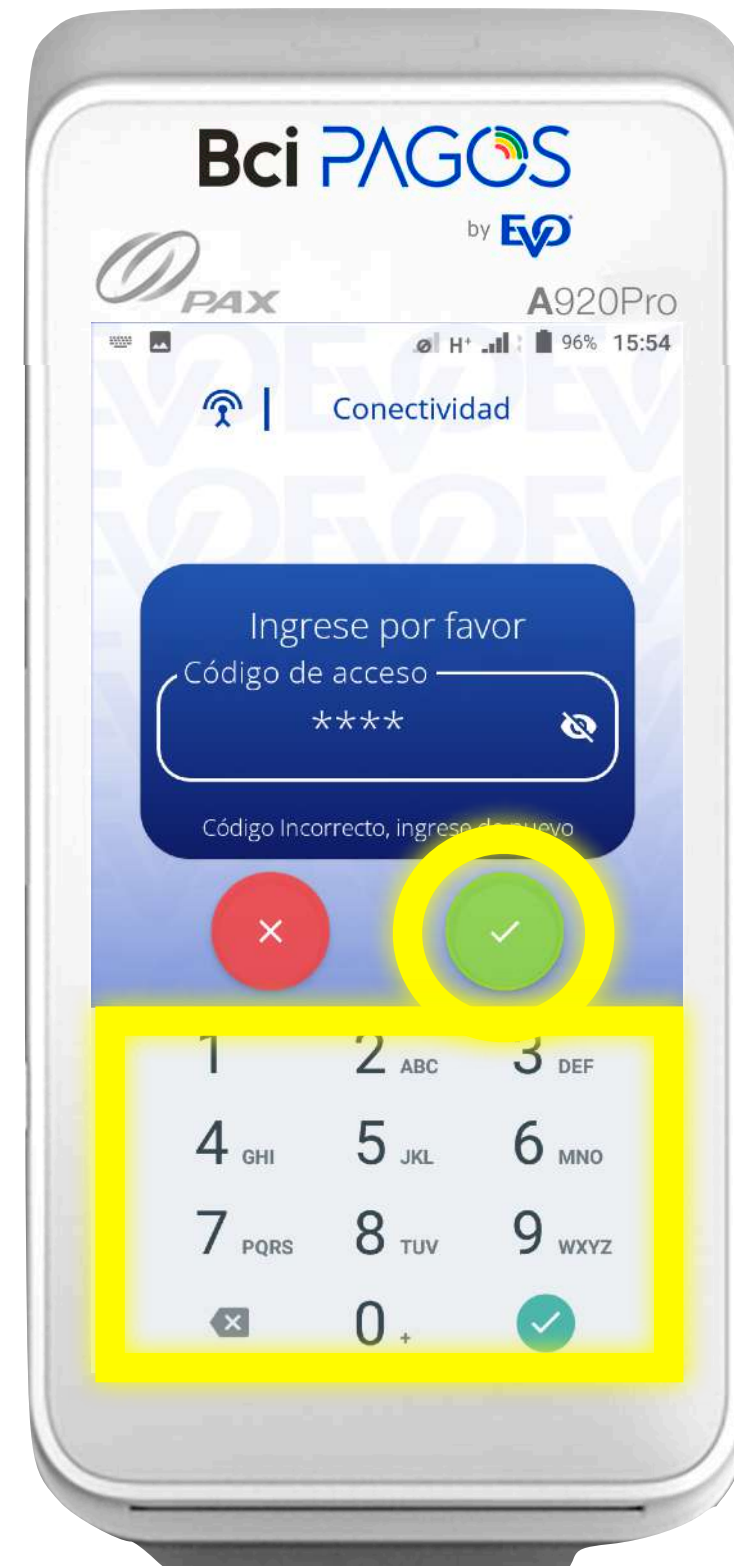 Bci PAGOS
by EVO
PAX
A920Pro
H+ 96% 15:54
Conectividad
Ingrese por favor
Código de acceso
****
Código Incorrecto, ingrese de nuevo
1 2 ABC 3 DEF
4 GHI 5 JKL 6 MNO
7 PQRS 8 TUV 9 WXYZ
0 +